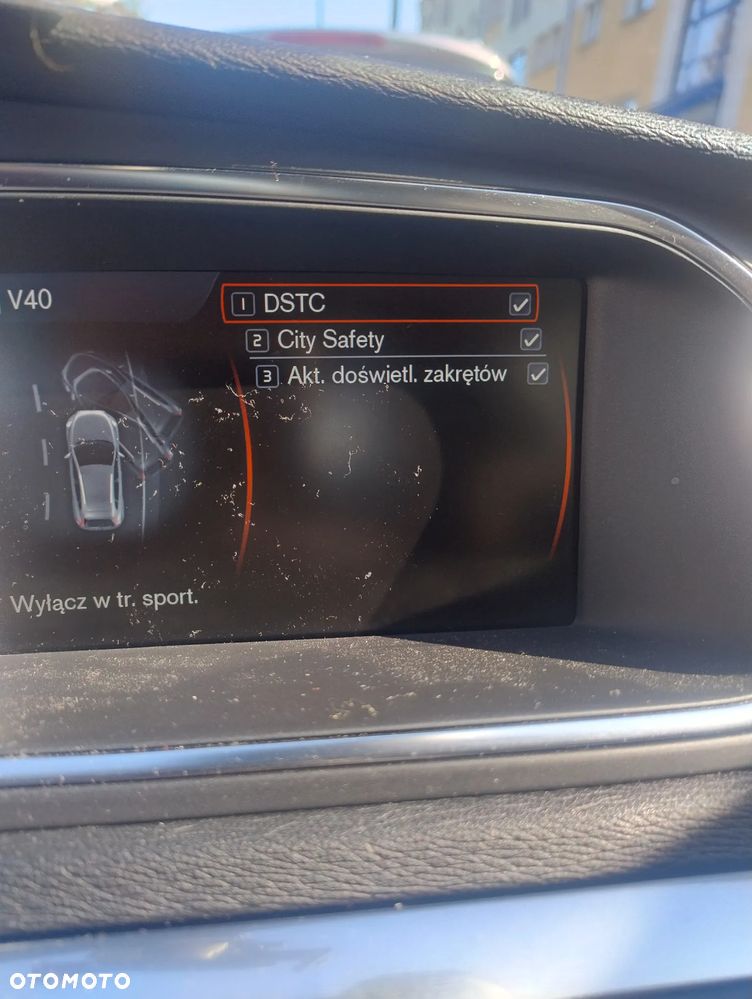 V40
1 DSTC
2 City Safety
3 Akt. doświetl. zakrętów
Wyłącz w tr. sport.
OTOMOTO